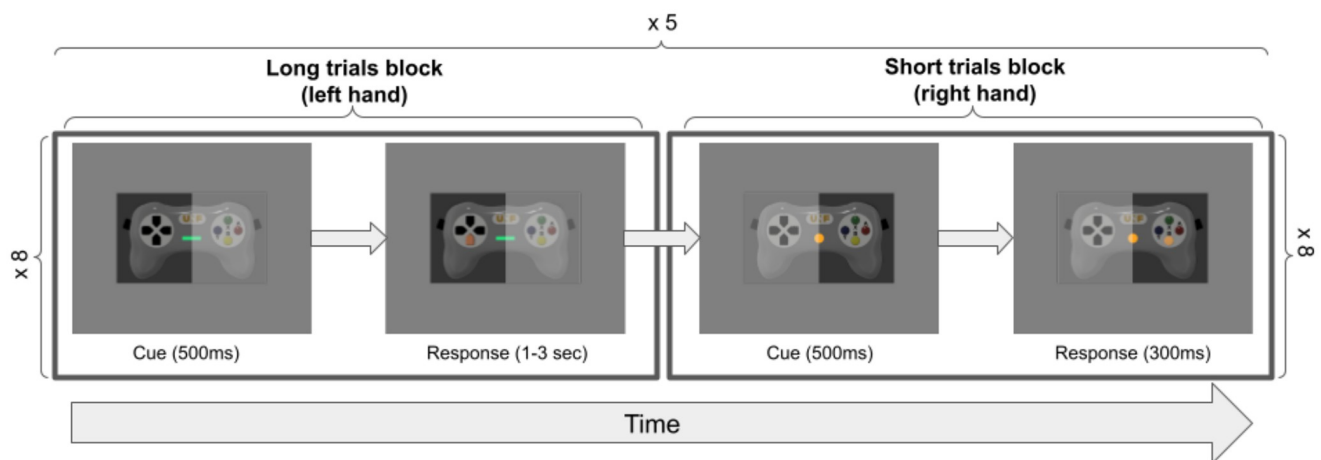 x 5
Long trials block
(left hand)
Short trials block
(right hand)
x 8
Cue (500ms)
Response (1-3 sec)
Cue (500ms)
Response (300ms)
x 8
Time